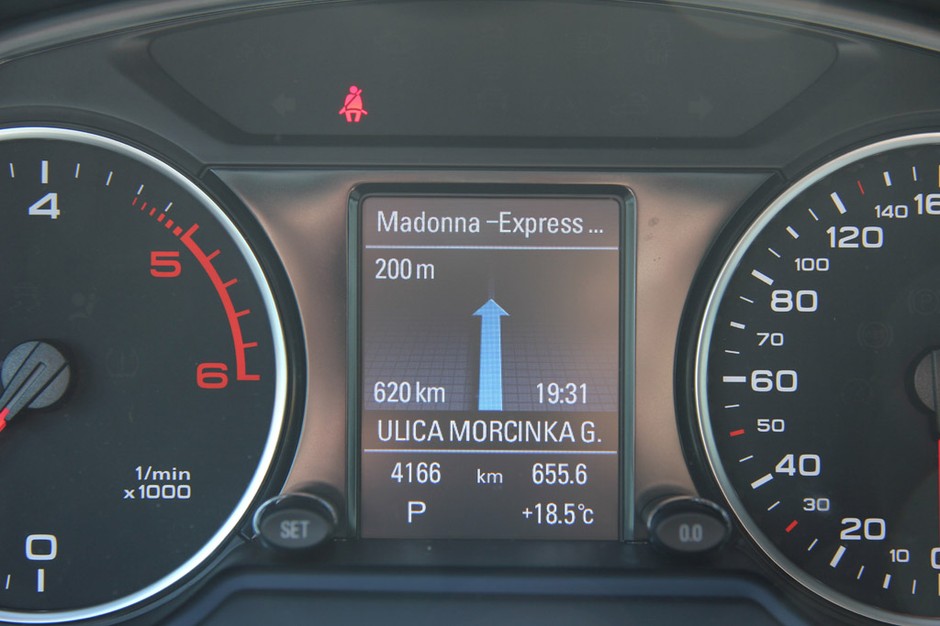 Madonna –Express ...
200 m
620 km 19:31
ULICA MORCINKA G.
4166 km 655.6
P +18.5°c
4
5
6
1/min
x1000
0
SET
0.0
140
120
100
80
70
60
50
40
30
20
10